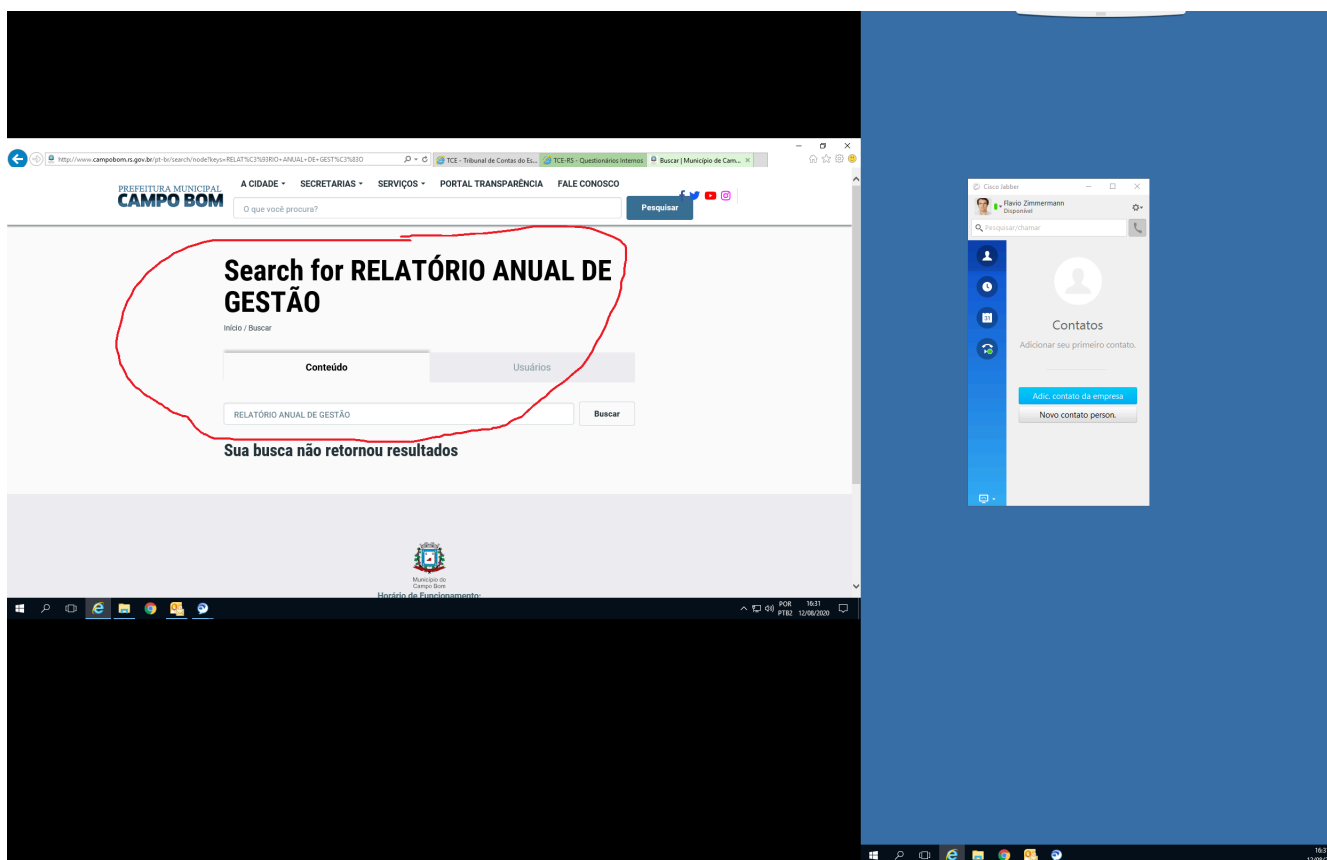 http://www.campobom.rs.gov.br/pt-br/search/node?keys=RELAT%C3%93RIO+ANUAL+DE+GEST%C3%83O
TCE - Tribunal de Contas do Es...
TCE-RS - Questionários Internos
Buscar | Município de Cam...
PREFEITURA MUNICIPAL
CAMPO BOM
A CIDADE
SECRETARIAS
SERVIÇOS
PORTAL TRANSPARÊNCIA
FALE CONOSCO
O que você procura?
Pesquisar
Search for RELATÓRIO ANUAL DE
GESTÃO
Início / Buscar
Conteúdo
Usuários
RELATÓRIO ANUAL DE GESTÃO
Buscar
Sua busca não retornou resultados
Município de
Campo Bom
Horário de Funcionamento:
POR
PTB2
16:31
12/08/2020
Cisco Jabber
Flavio Zimmermann
Disponível
Pesquisar/chamar
31
Contatos
Adicionar seu primeiro contato.
Adic. contato da empresa
Novo contato person.